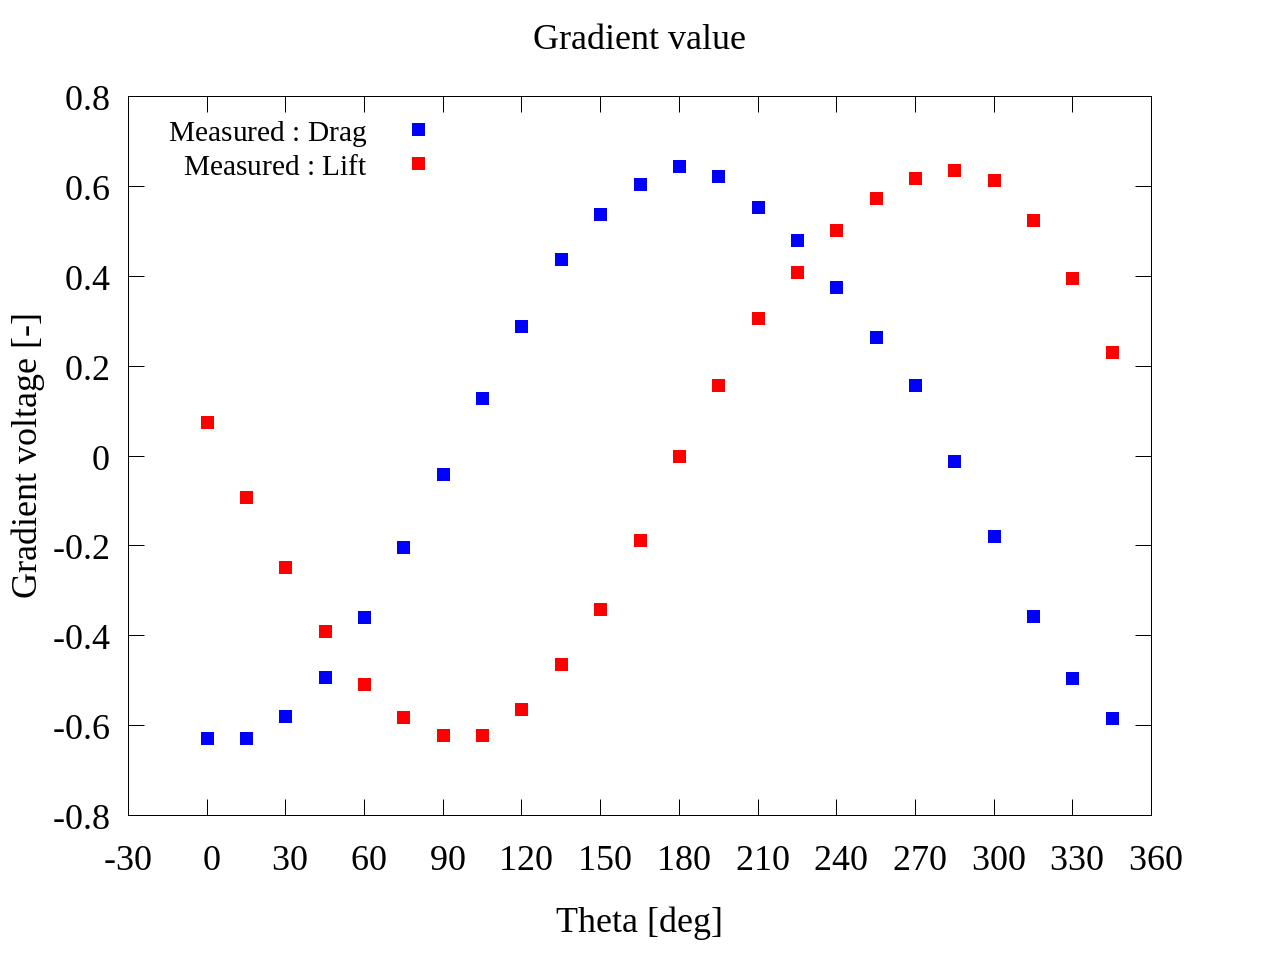 Gradient value
Measured : Drag
Measured : Lift
Gradient voltage [-]
0.8
0.6
0.4
0.2
0
-0.2
-0.4
-0.6
-0.8
-30 0 30 60 90 120 150 180 210 240 270 300 330 360
Theta [deg]